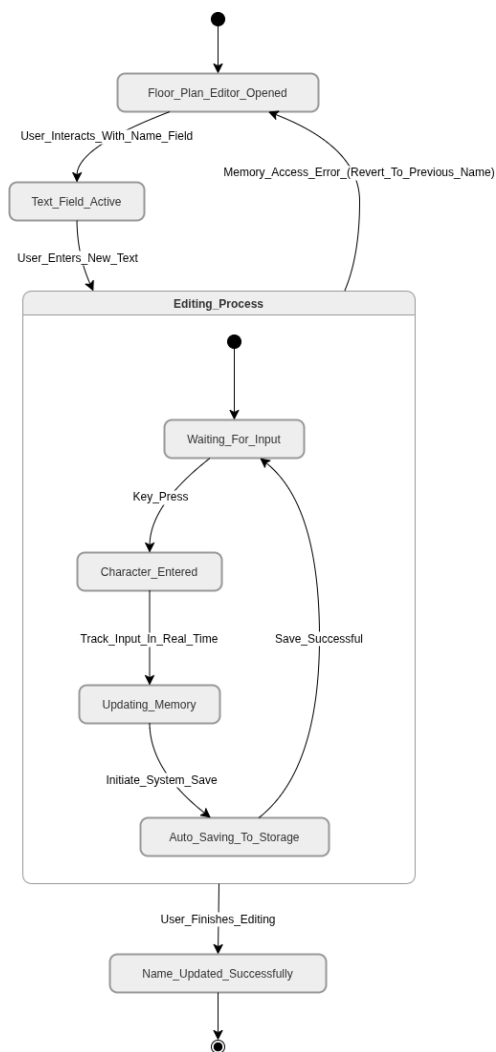 Floor_Plan_Editor_Opened
User_Interacts_With_Name_Field
Memory_Access_Error_(Revert_To_Previous_Name)
Text_Field_Active
User_Enters_New_Text
Editing_Process
Waiting_For_Input
Key_Press
Character_Entered
Track_Input_In_Real_Time
Save_Successful
Updating_Memory
Initiate_System_Save
Auto_Saving_To_Storage
User_Finishes_Editing
Name_Updated_Successfully